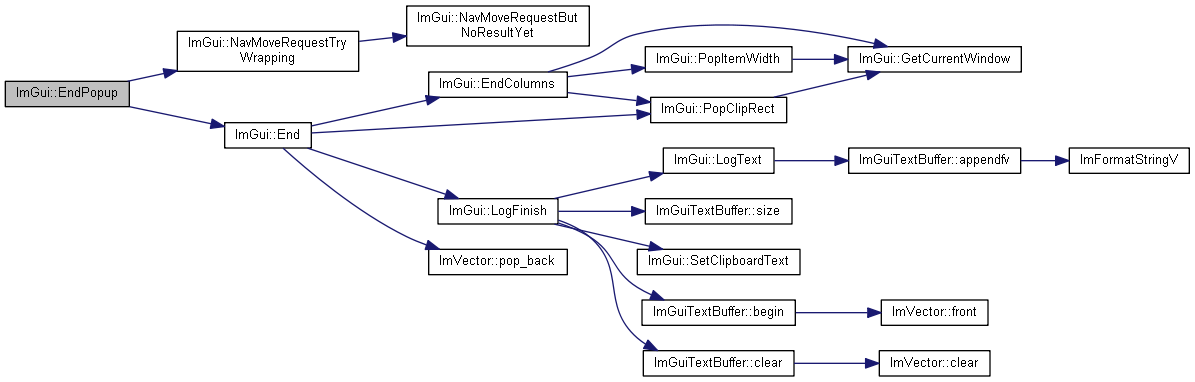 ImGui::EndPopup
ImGui::NavMoveRequestTry
Wrapping
ImGui::NavMoveRequestBut
NoResultYet
ImGui::End
ImGui::EndColumns
ImGui::PopItemWidth
ImGui::GetCurrentWindow
ImGui::PopClipRect
ImGui::LogFinish
ImGui::LogText
ImGuiTextBuffer::appendfv
ImFormatStringV
ImGuiTextBuffer::size
ImGui::SetClipboardText
ImVector::pop_back
ImGuiTextBuffer::begin
ImVector::front
ImGuiTextBuffer::clear
ImVector::clear